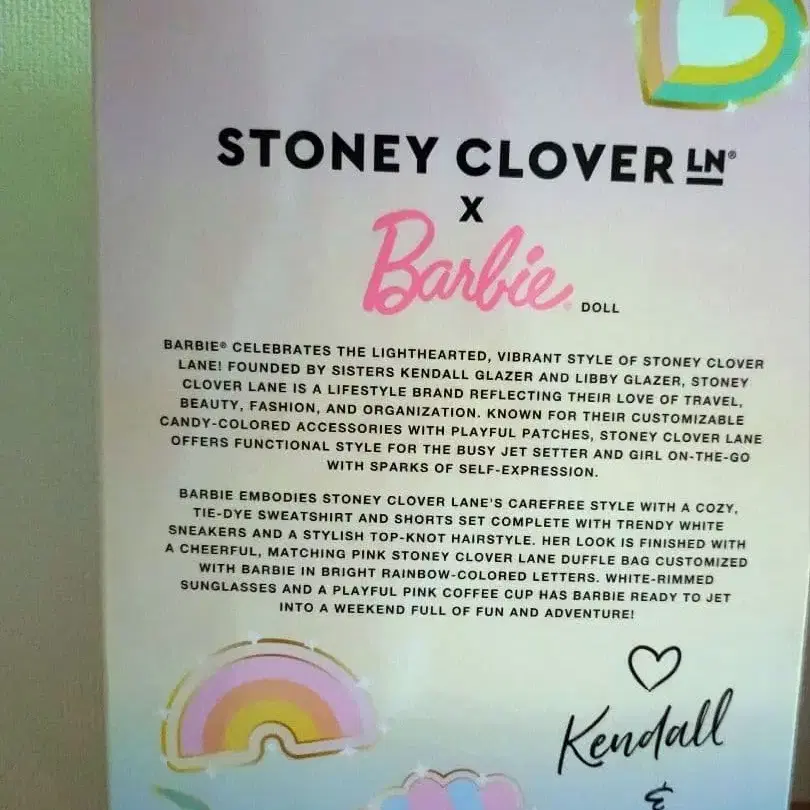 STONEY CLOVER LN®
X
Barbie® DOLL
BARBIE® CELEBRATES THE LIGHTHEARTED, VIBRANT STYLE OF STONEY CLOVER
LANE! FOUNDED BY SISTERS KENDALL GLAZER AND LIBBY GLAZER, STONEY
CLOVER LANE IS A LIFESTYLE BRAND REFLECTING THEIR LOVE OF TRAVEL,
BEAUTY, FASHION, AND ORGANIZATION. KNOWN FOR THEIR CUSTOMIZABLE
CANDY-COLORED ACCESSORIES WITH PLAYFUL PATCHES, STONEY CLOVER LANE
OFFERS FUNCTIONAL STYLE FOR THE BUSY JET SETTER AND GIRL ON-THE-GO
WITH SPARKS OF SELF-EXPRESSION.
BARBIE EMBODIES STONEY CLOVER LANE'S CAREFREE STYLE WITH A COZY,
TIE-DYE SWEATSHIRT AND SHORTS SET COMPLETE WITH TRENDY WHITE
SNEAKERS AND A STYLISH TOP-KNOT HAIRSTYLE. HER LOOK IS FINISHED WITH
A CHEERFUL, MATCHING PINK STONEY CLOVER LANE DUFFLE BAG CUSTOMIZED
WITH BARBIE IN BRIGHT RAINBOW-COLORED LETTERS. WHITE-RIMMED
SUNGLASSES AND A PLAYFUL PINK COFFEE CUP HAS BARBIE READY TO JET
INTO A WEEKEND FULL OF FUN AND ADVENTURE!
Kendall
&